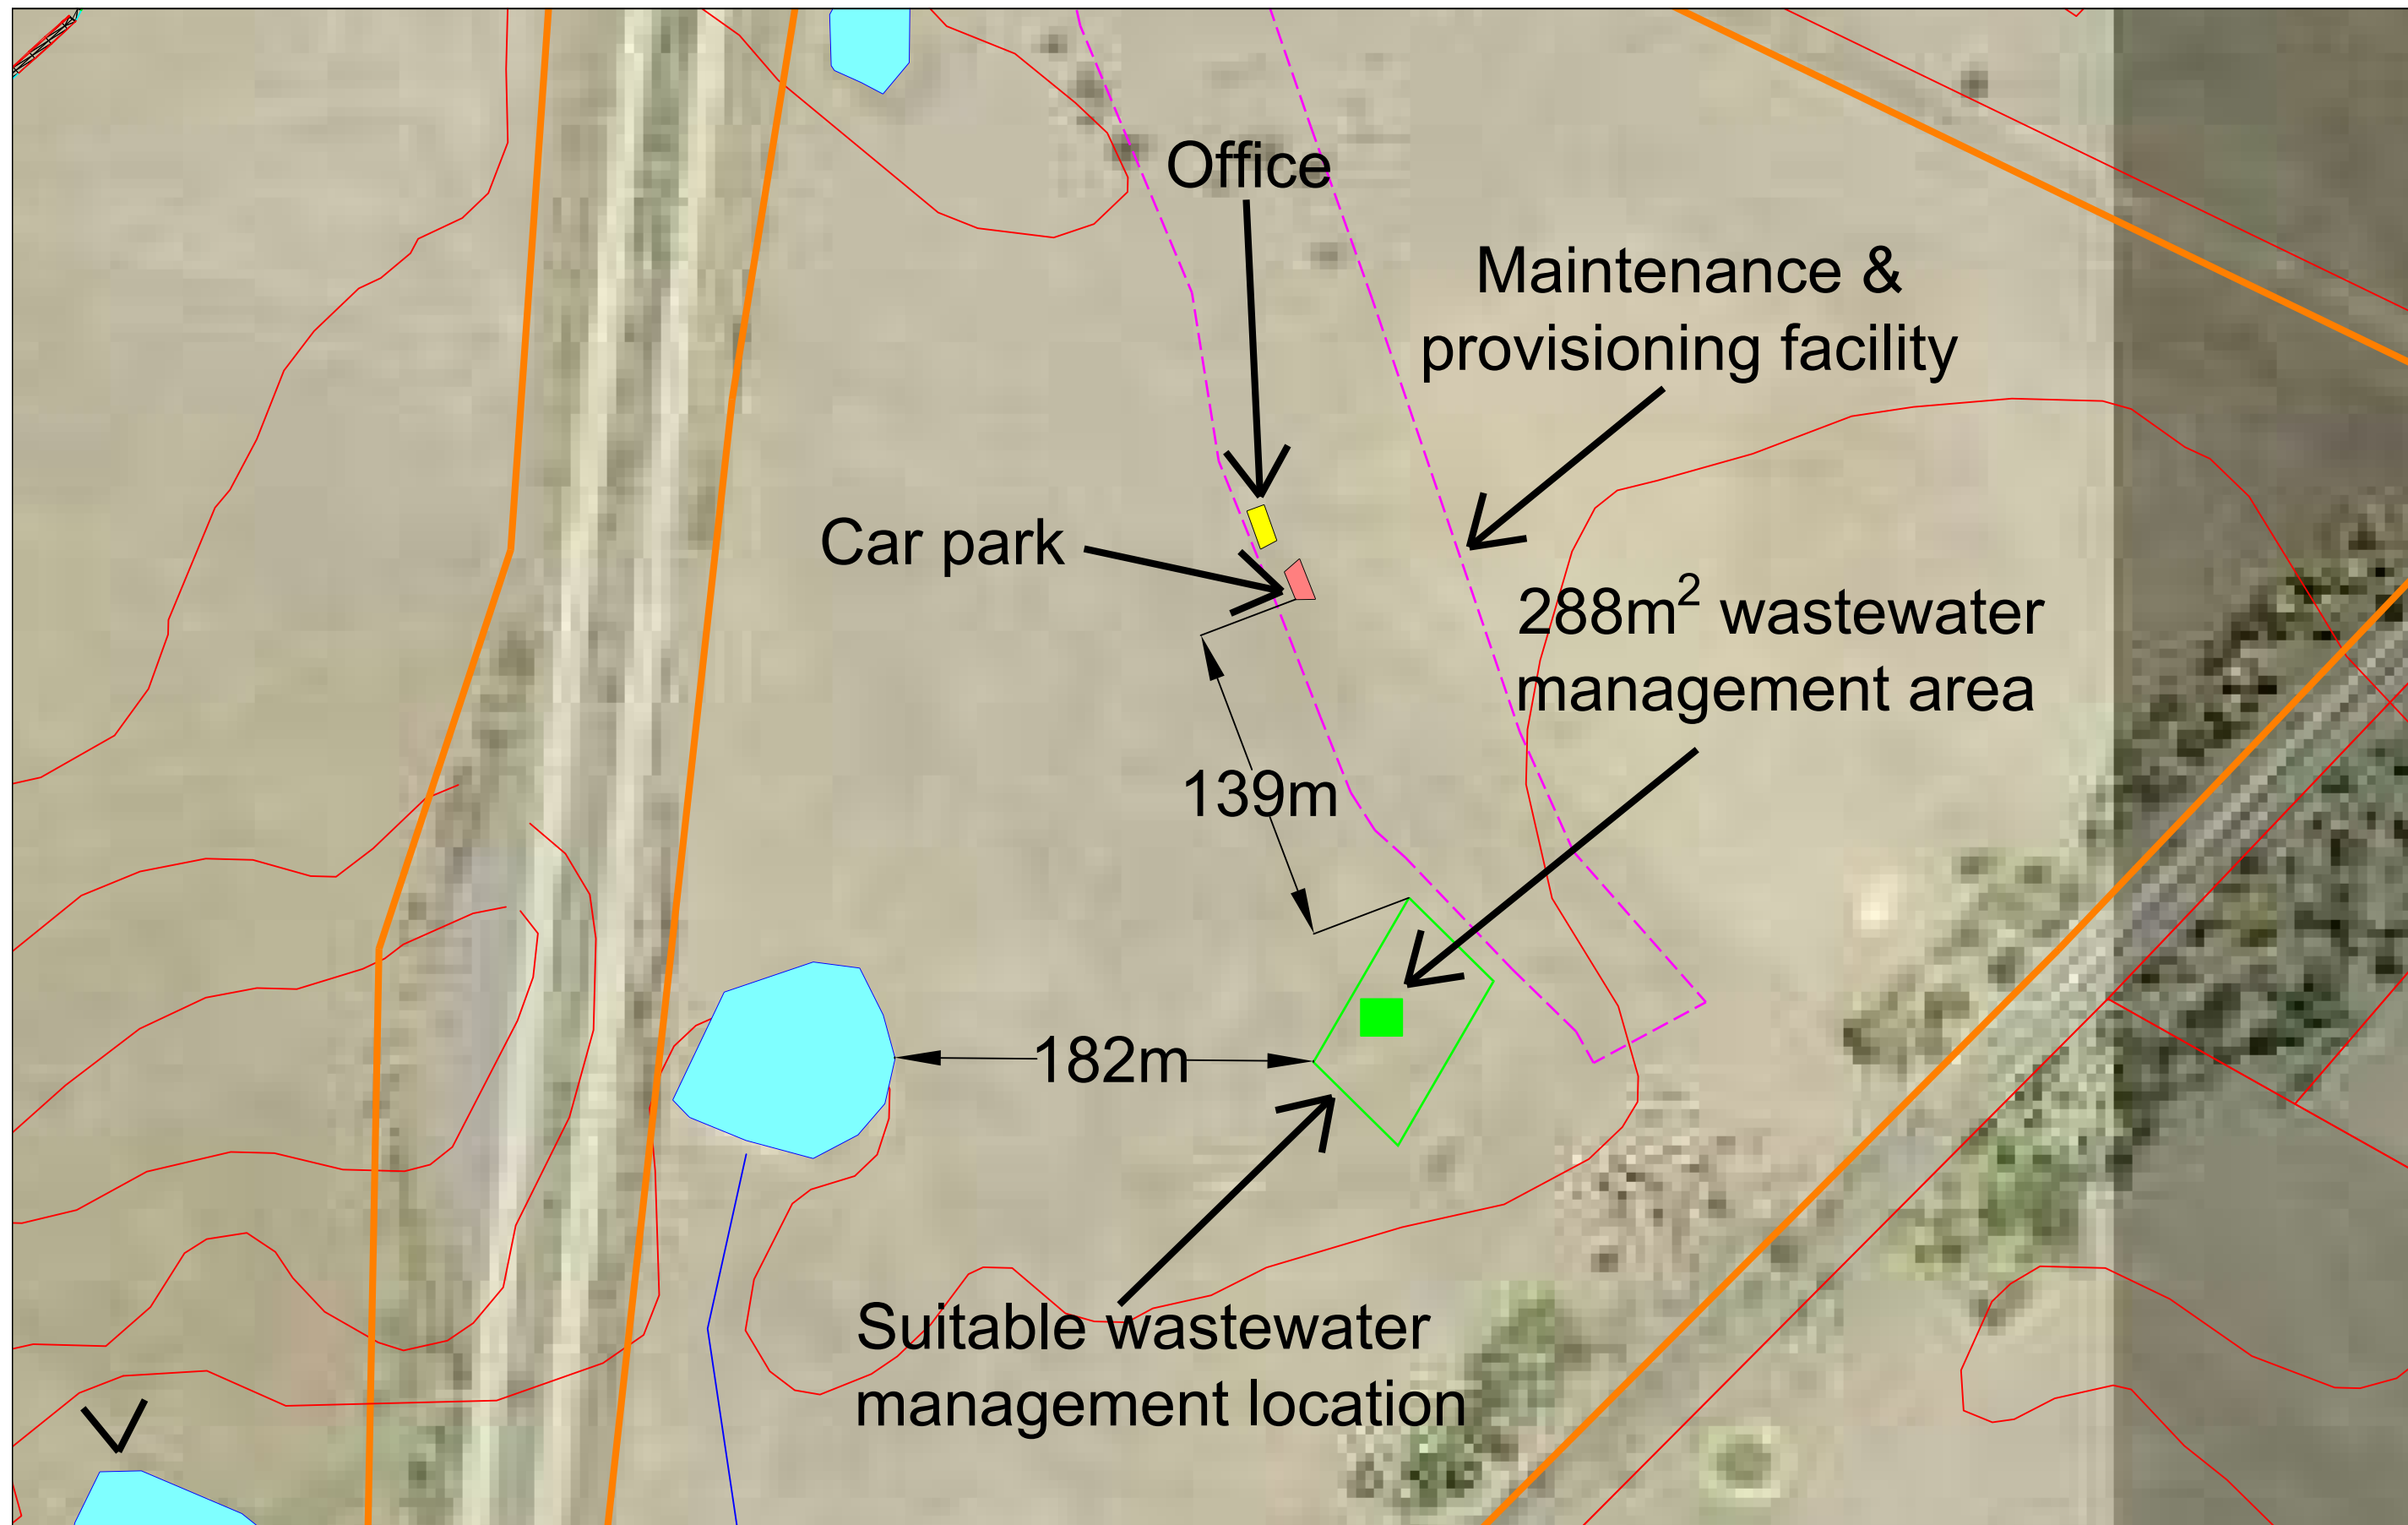 Office
Maintenance &
provisioning facility
Car park
288m² wastewater
management area
139m
182m
Suitable wastewater
management location